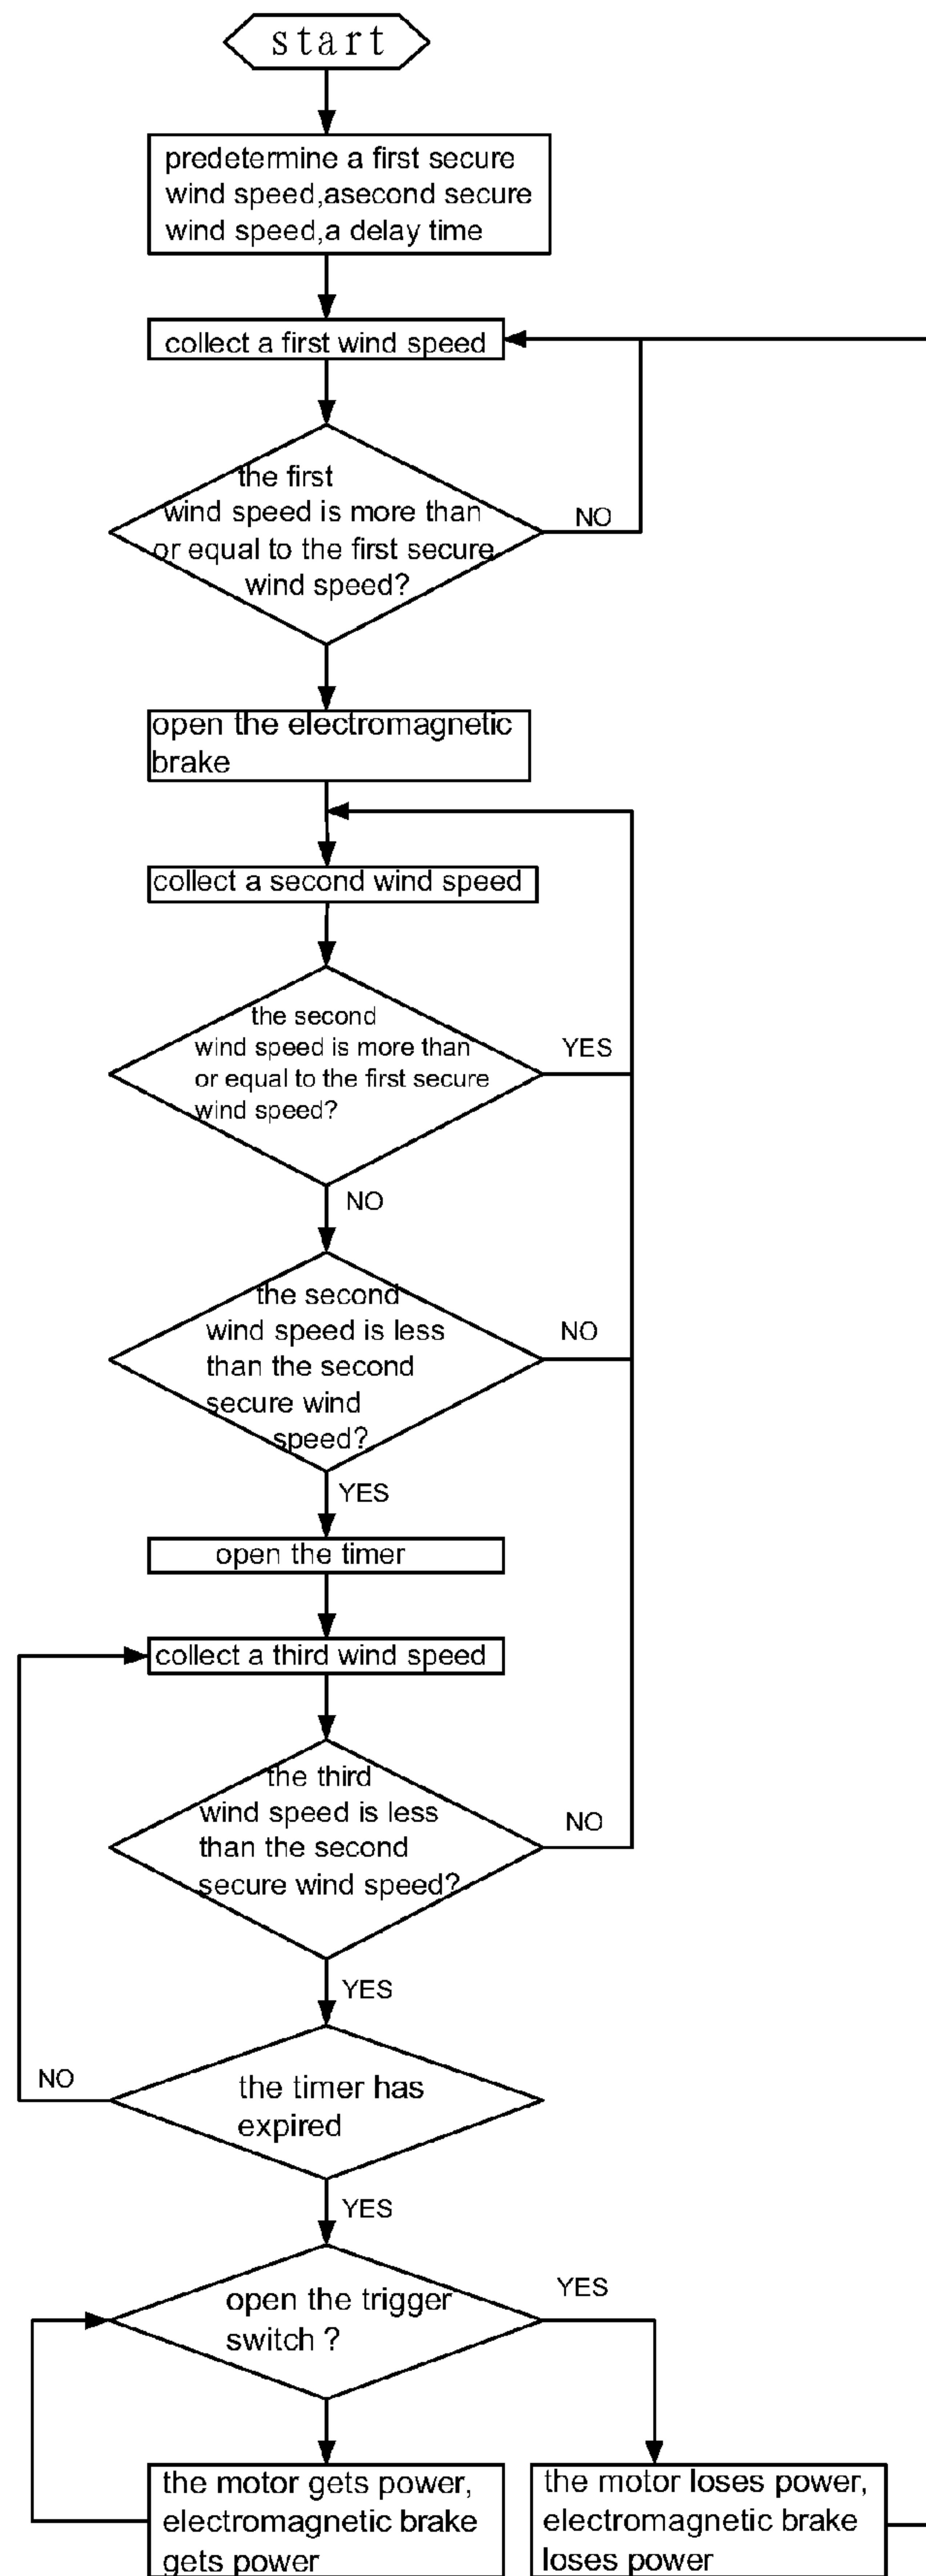 start
predetermine a first secure
wind speed,asecond secure
wind speed,a delay time
collect a first wind speed
the first
wind speed is more than
or equal to the first secure
wind speed?
NO
open the electromagnetic
brake
collect a second wind speed
the second
wind speed is more than
or equal to the first secure
wind speed?
YES
NO
the second
wind speed is less
than the second
secure wind
speed?
NO
YES
open the timer
collect a third wind speed
the third
wind speed is less
than the second
secure wind speed?
NO
YES
the timer has
expired
NO
YES
open the trigger
switch ?
YES
the motor gets power,
electromagnetic brake
gets power
the motor loses power,
electromagnetic brake
loses power